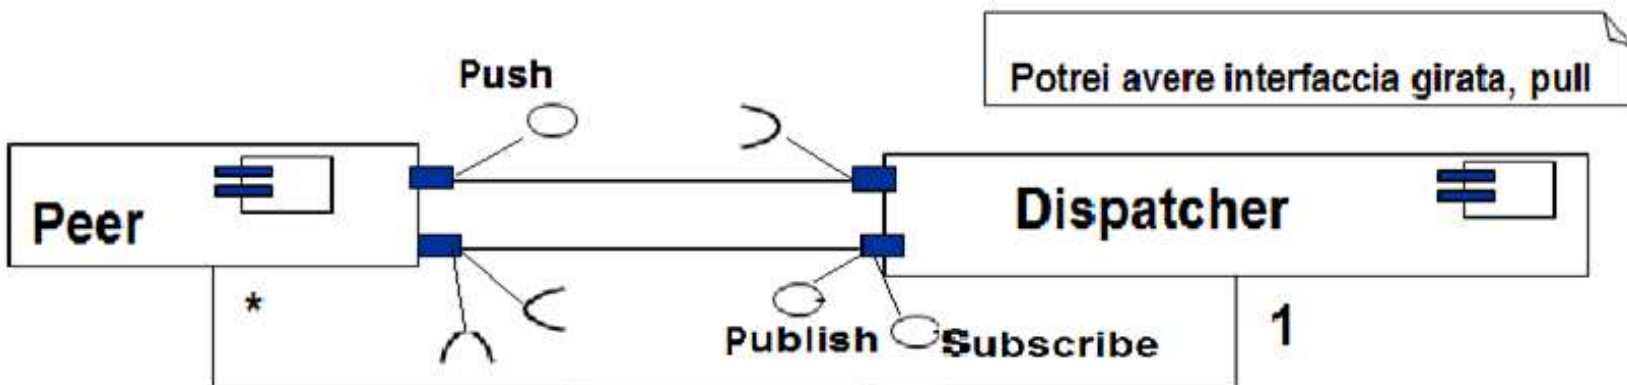 Push
Potrei avere interfaccia girata, pull
Peer
Dispatcher
*
1
Publish
Subscribe